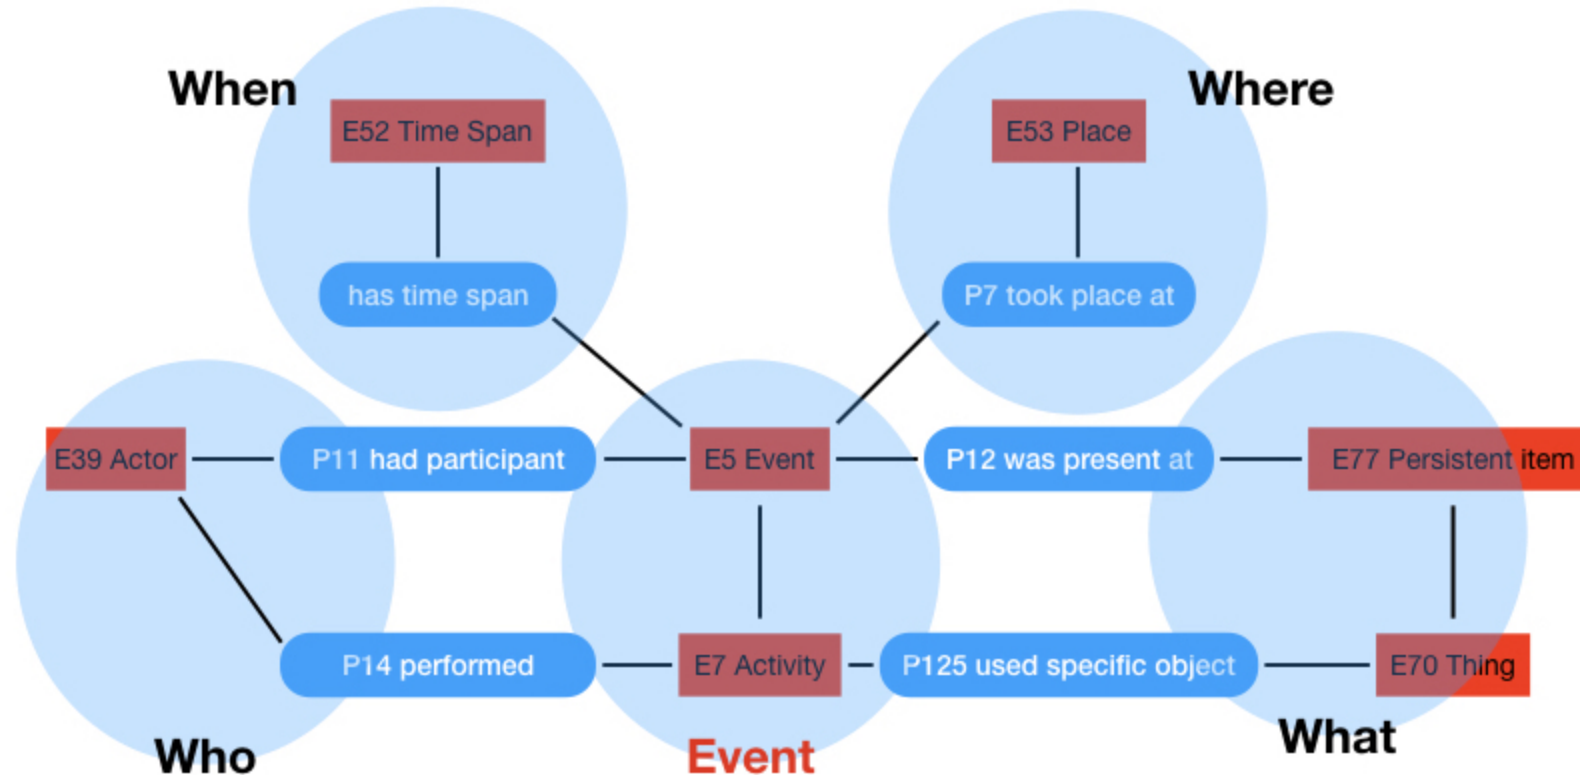 When
Where
E52 Time Span
E53 Place
has time span
P7 took place at
E39 Actor
P11 had participant
E5 Event
P12 was present at
E77 Persistent item
P14 performed
E7 Activity
P125 used specific object
E70 Thing
Who
Event
What